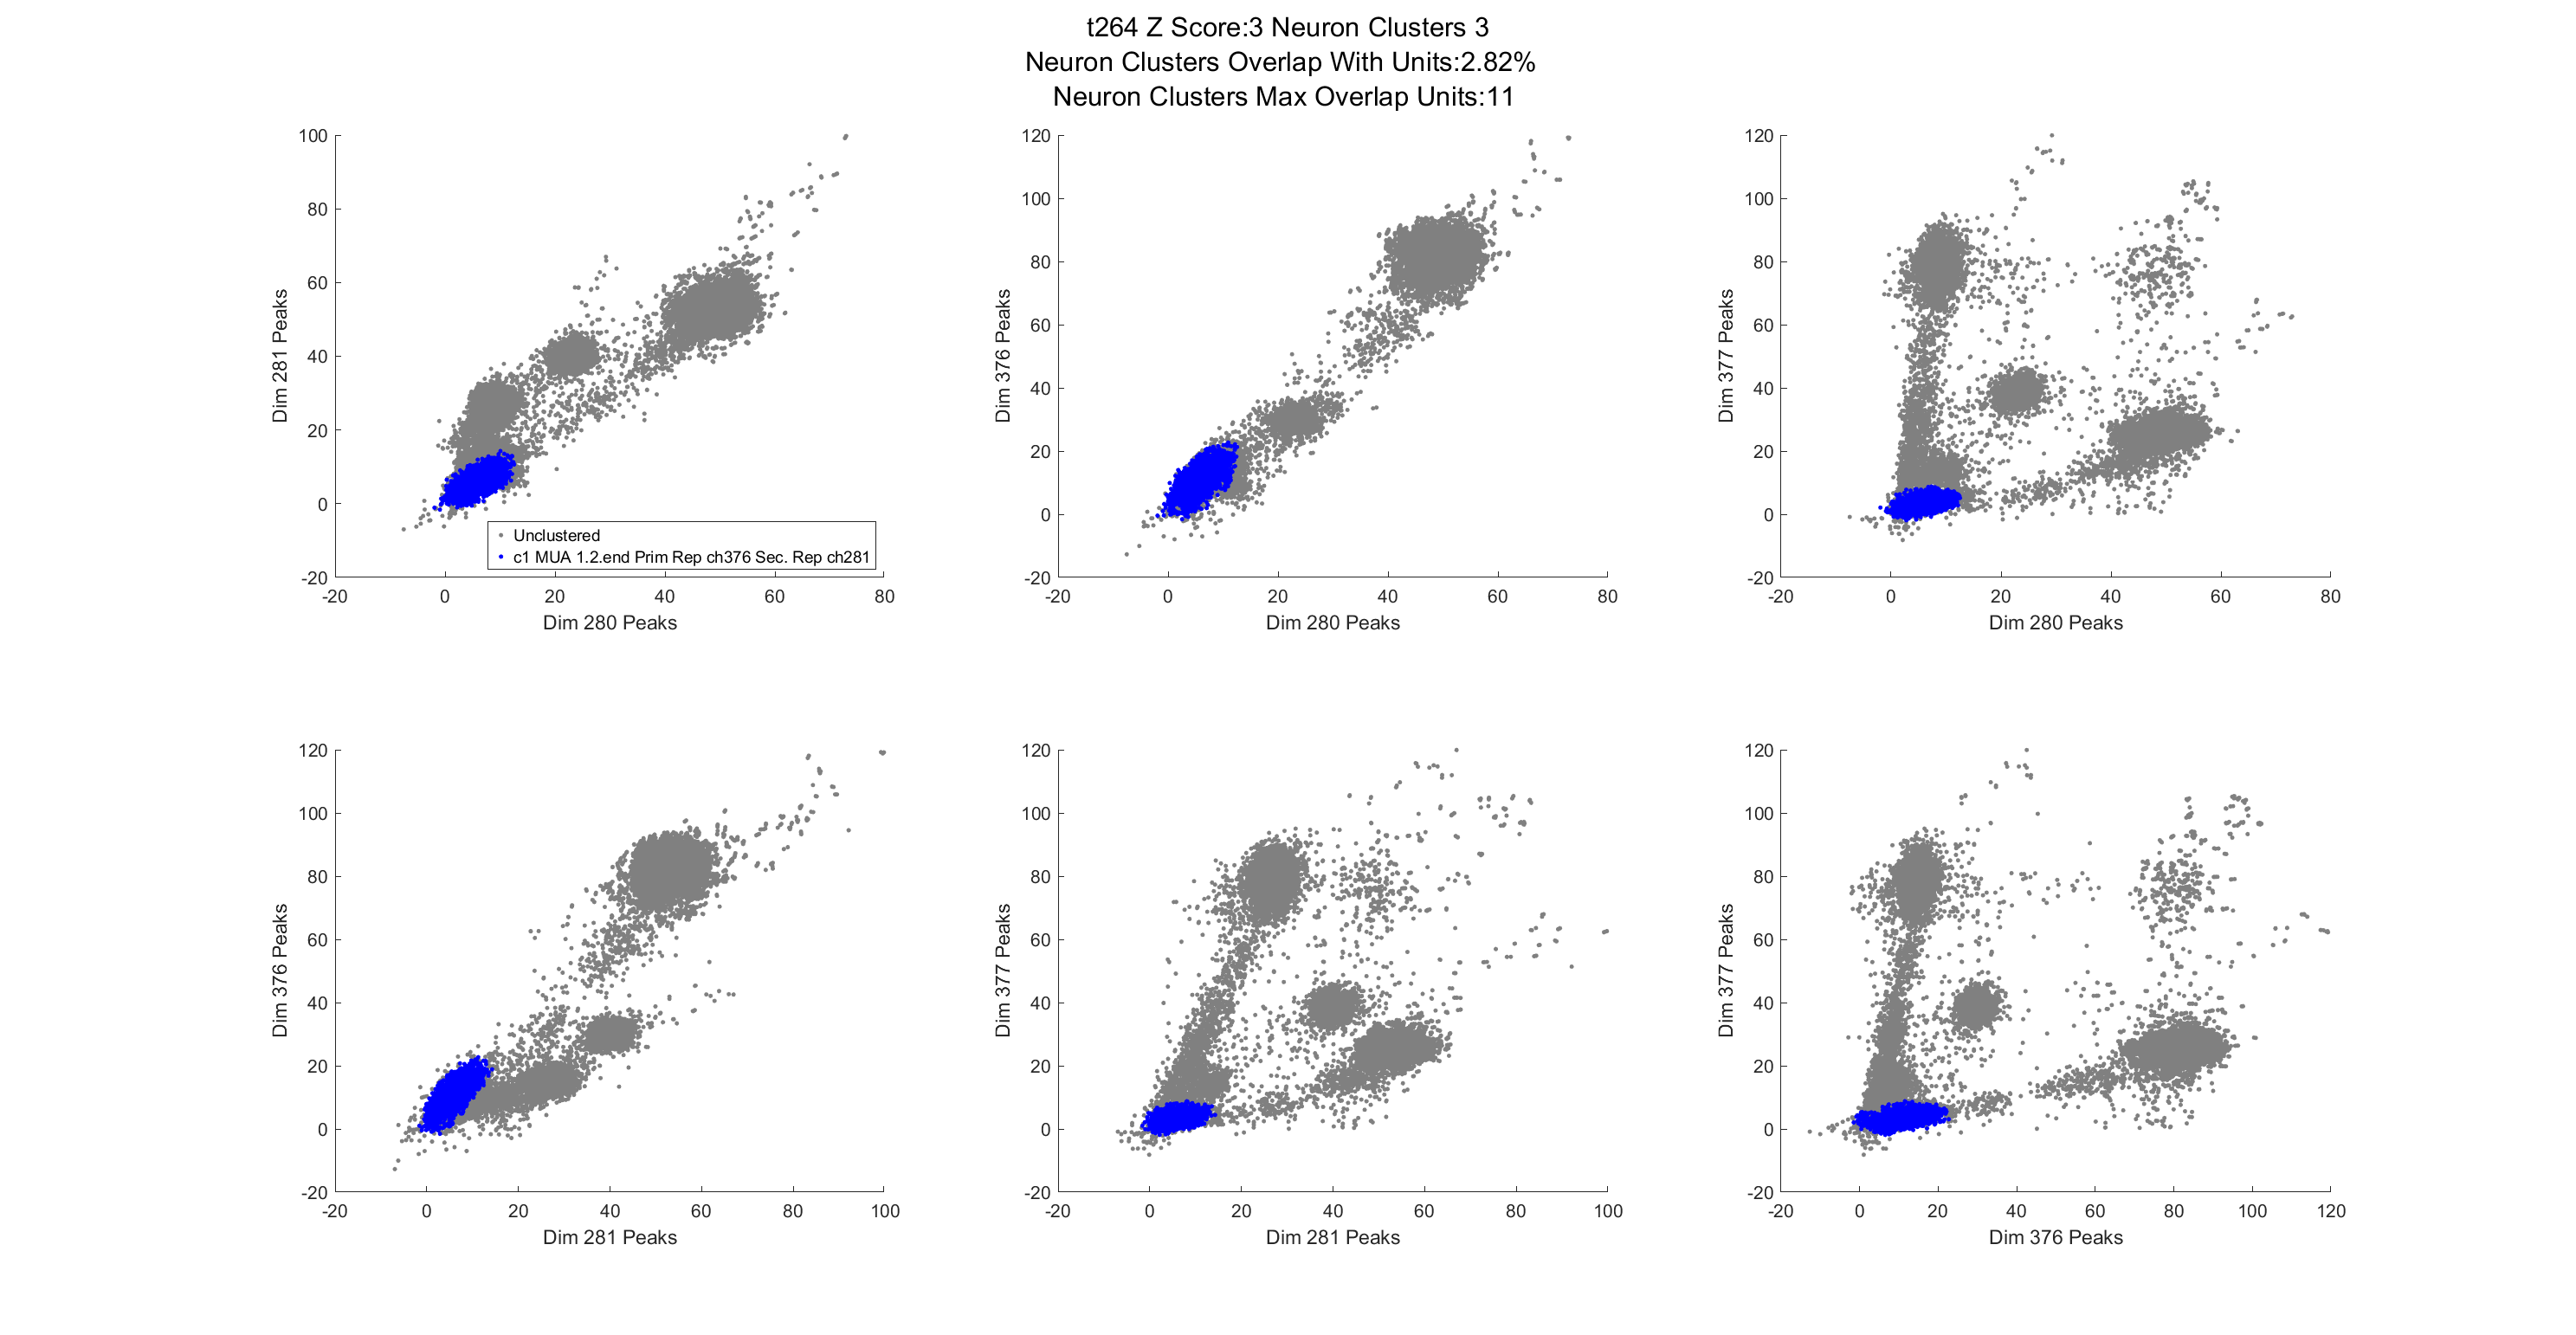 t264 Z Score:3 Neuron Clusters 3
Neuron Clusters Overlap With Units:2.82%
Neuron Clusters Max Overlap Units:11
100
80
60
40
20
0
-20
Dim 281 Peaks
-20 0 20 40 60 80
Dim 280 Peaks
Unclustered
c1 MUA 1.2.end Prim Rep ch376 Sec. Rep ch281
120
100
80
60
40
20
0
-20
Dim 376 Peaks
-20 0 20 40 60 80
Dim 280 Peaks
120
100
80
60
40
20
0
-20
Dim 377 Peaks
-20 0 20 40 60 80
Dim 280 Peaks
120
100
80
60
40
20
0
-20
Dim 376 Peaks
-20 0 20 40 60 80 100
Dim 281 Peaks
120
100
80
60
40
20
0
-20
Dim 377 Peaks
-20 0 20 40 60 80 100
Dim 281 Peaks
120
100
80
60
40
20
0
-20
Dim 377 Peaks
-20 0 20 40 60 80 100 120
Dim 376 Peaks